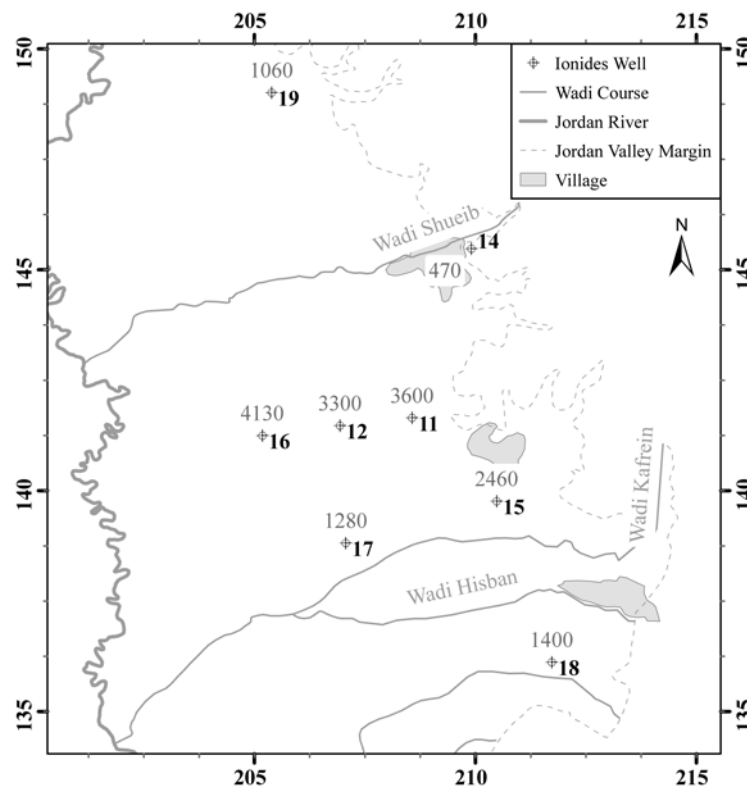 205 210 215
150 150
1060
19
Ionides Well
Wadi Course
Jordan River
Jordan Valley Margin
Village
Wadi Shueib
14
N
145 145
470
3600
3300
4130
11
12
16
2460
140 140
15
Wadi Kafrein
1280
17
Wadi Hisban
1400
18
135 135
205 210 215